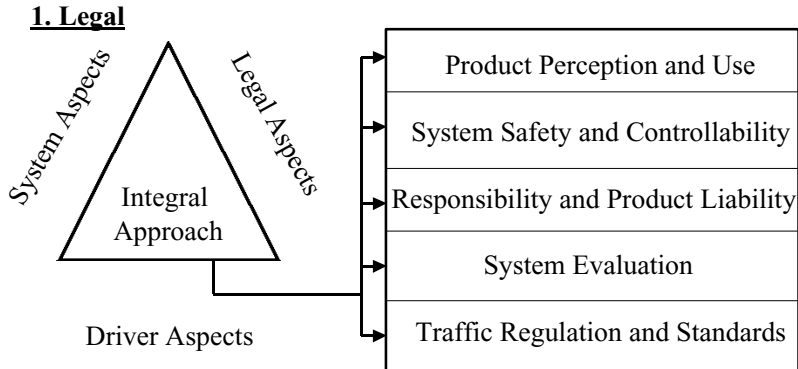 1. Legal
System Aspects
Legal Aspects
Integral
Approach
Driver Aspects
Product Perception and Use
System Safety and Controllability
Responsibility and Product Liability
System Evaluation
Traffic Regulation and Standards